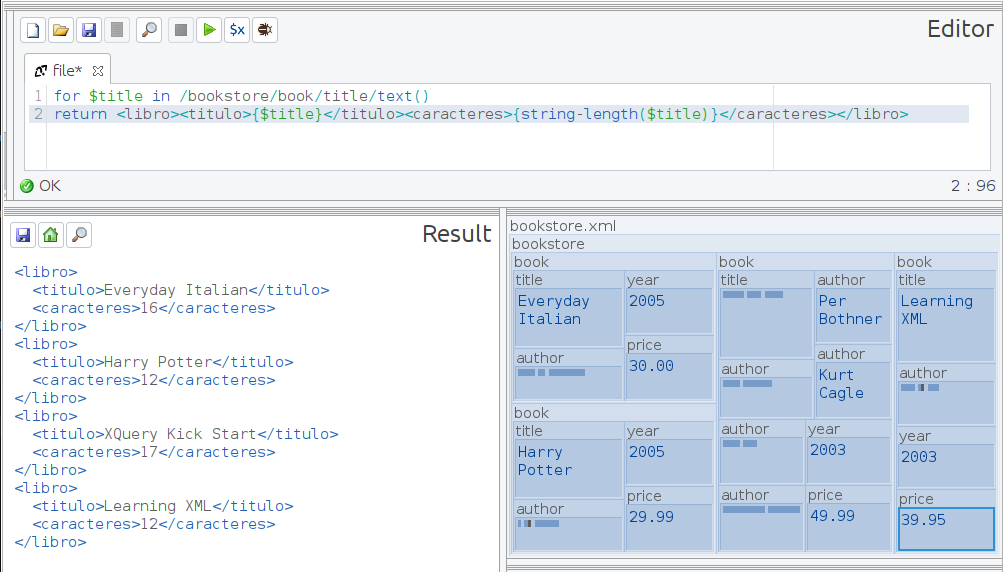 $x
Editor
file*
1 for $title in /bookstore/book/title/text()
2 return <libro><titulo>{$title}</titulo><caracteres>{string-length($title)}</caracteres></libro>
OK
2 : 96
Result
<libro>
<titulo>Everyday Italian</titulo>
<caracteres>16</caracteres>
</libro>
<libro>
<titulo>Harry Potter</titulo>
<caracteres>12</caracteres>
</libro>
<libro>
<titulo>XQuery Kick Start</titulo>
<caracteres>17</caracteres>
</libro>
<libro>
<titulo>Learning XML</titulo>
<caracteres>12</caracteres>
</libro>
bookstore.xml
bookstore
book
title
Everyday
Italian
year
2005
author
price
30.00
book
title
Harry
Potter
year
2005
author
price
29.99
book
title
author
Per
Bothner
author
author
Kurt
Cagle
author
year
2003
author
price
49.99
book
title
Learning
XML
author
year
2003
price
39.95